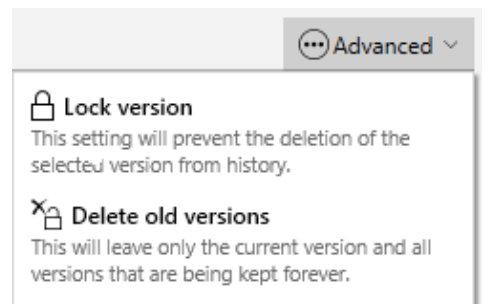 Advanced
Lock version
This setting will prevent the deletion of the
selected version from history.
Delete old versions
This will leave only the current version and all
versions that are being kept forever.